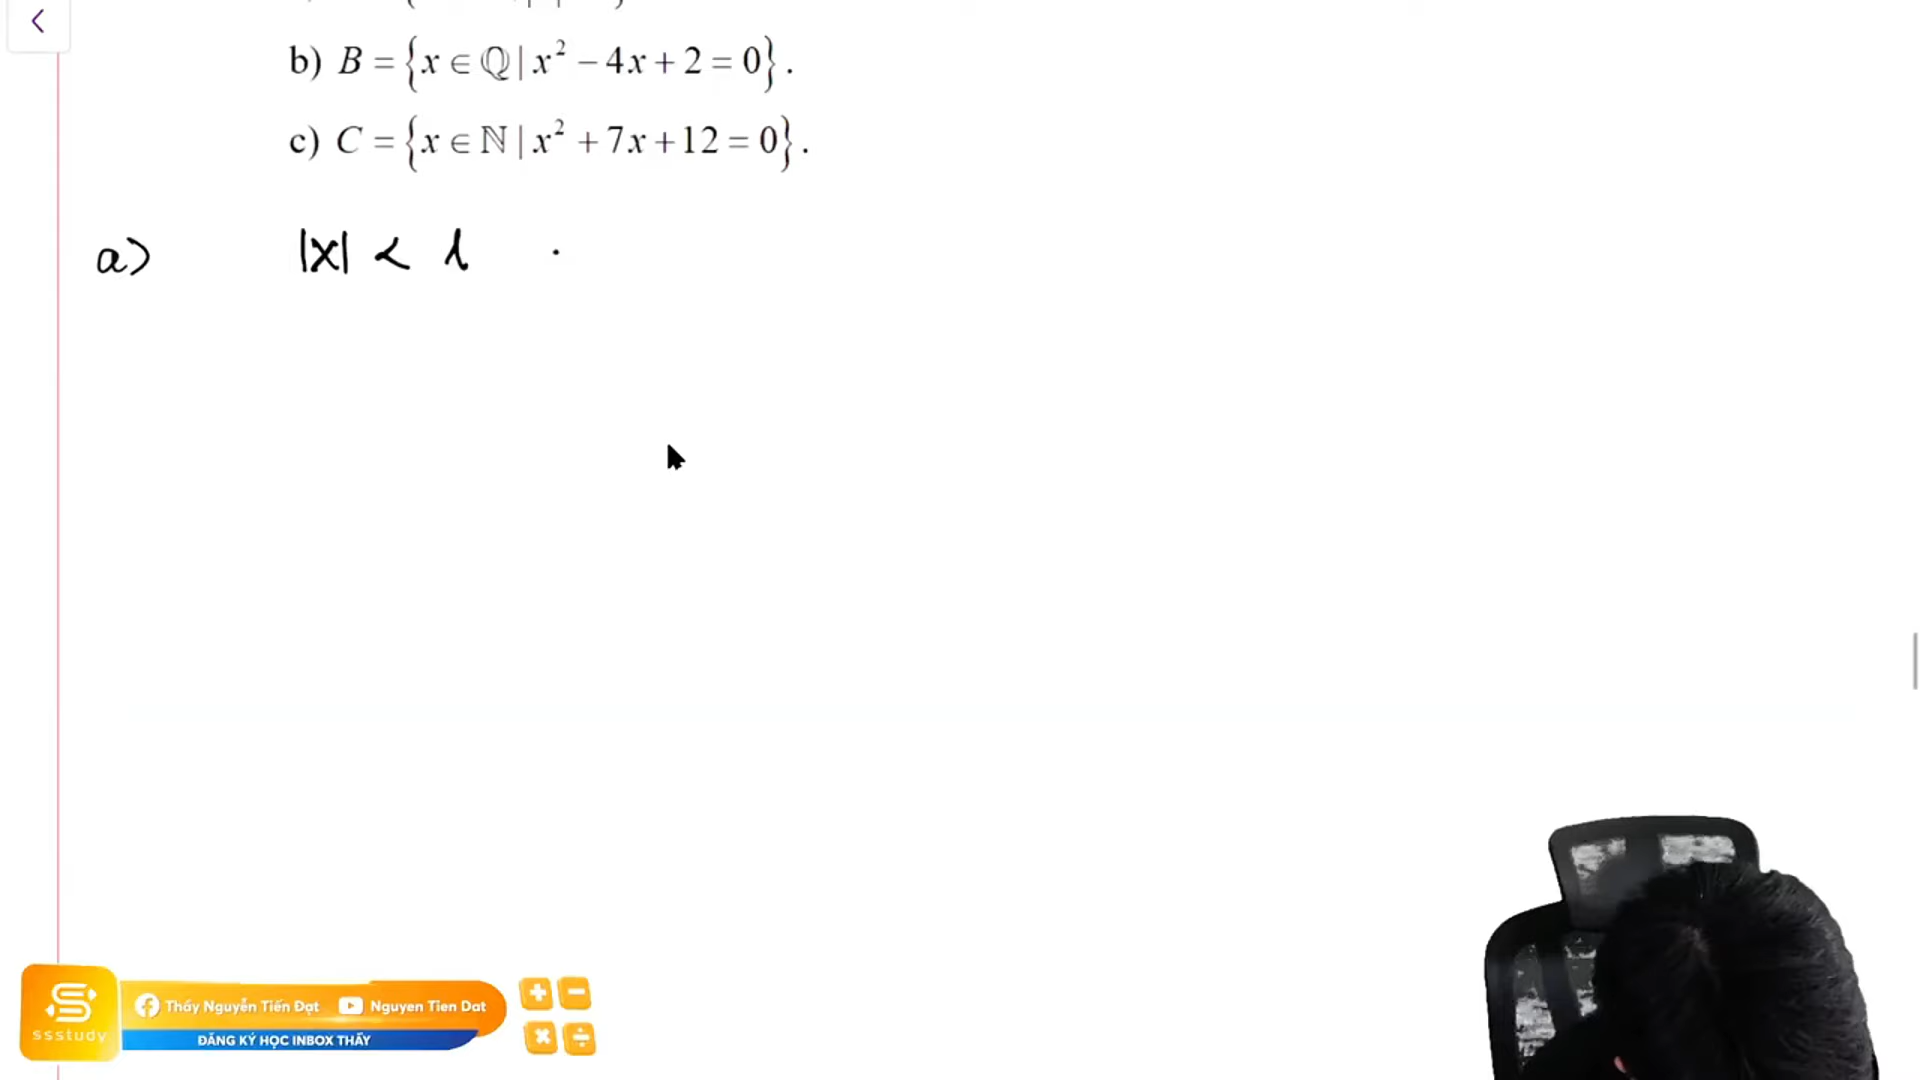 b) B = {x ∈ ℚ | x² − 4x + 2 = 0}.
c) C = {x ∈ ℕ | x² + 7x + 12 = 0}.
a) |x| < 1
ssstudy
Thầy Nguyễn Tiến Đạt Nguyen Tien Dat
ĐĂNG KÝ HỌC INBOX THẦY